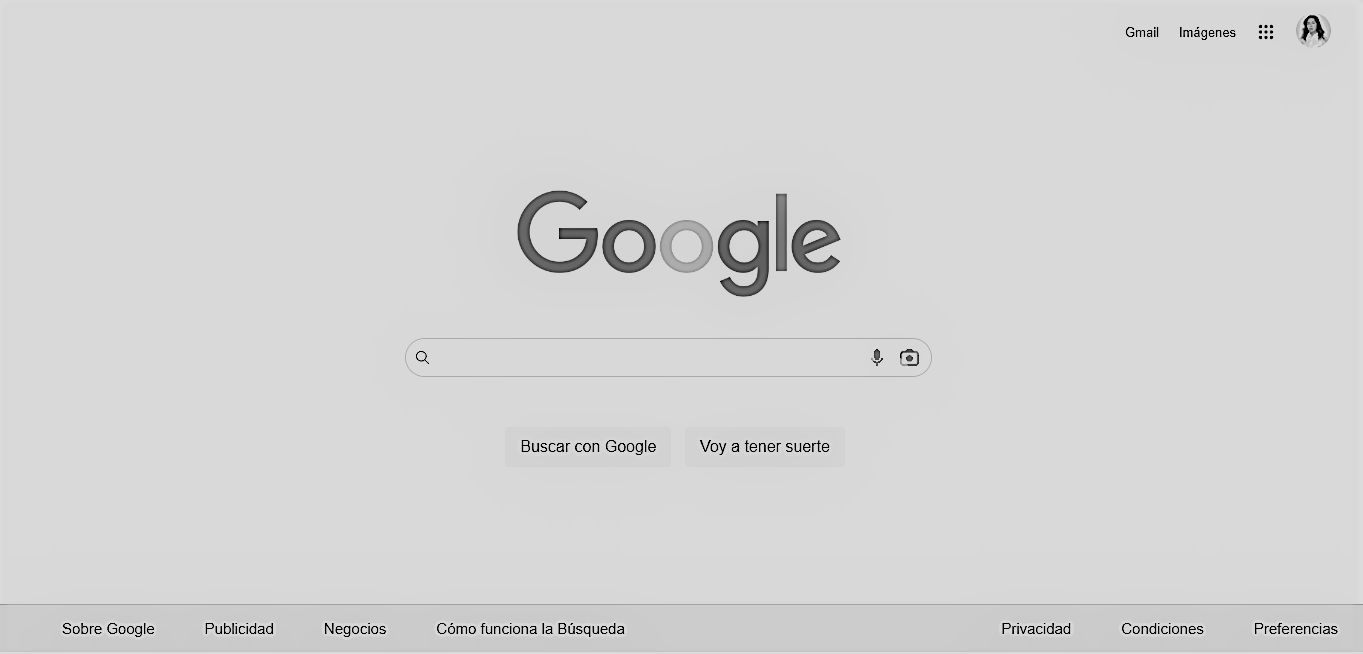 Gmail Imágenes
Google
Buscar con Google Voy a tener suerte
Sobre Google Publicidad Negocios Cómo funciona la Búsqueda Privacidad Condiciones Preferencias